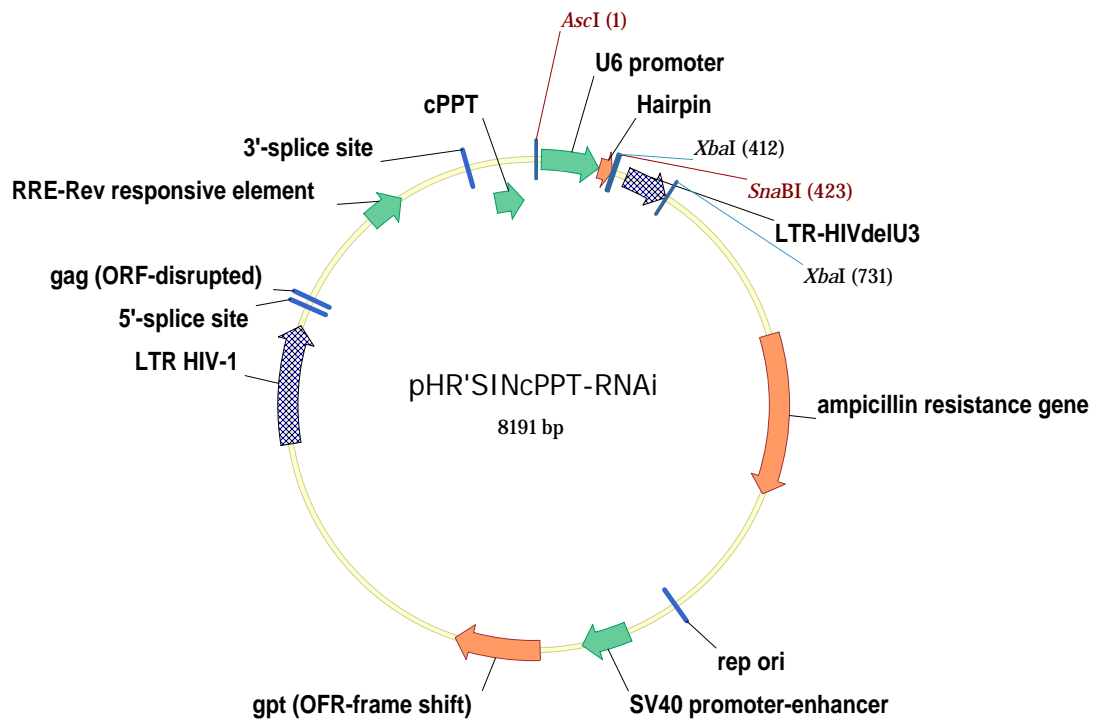 AscI (1)
U6 promoter
cPPT
Hairpin
3'-splice site
XbaI (412)
RRE-Rev responsive element
SnaBI (423)
LTR-HIVdelU3
gag (ORF-disrupted)
XbaI (731)
5'-splice site
LTR HIV-1
pHR'SINcPPT-RNAi
ampicillin resistance gene
8191 bp
rep ori
gpt (OFR-frame shift)
SV40 promoter-enhancer